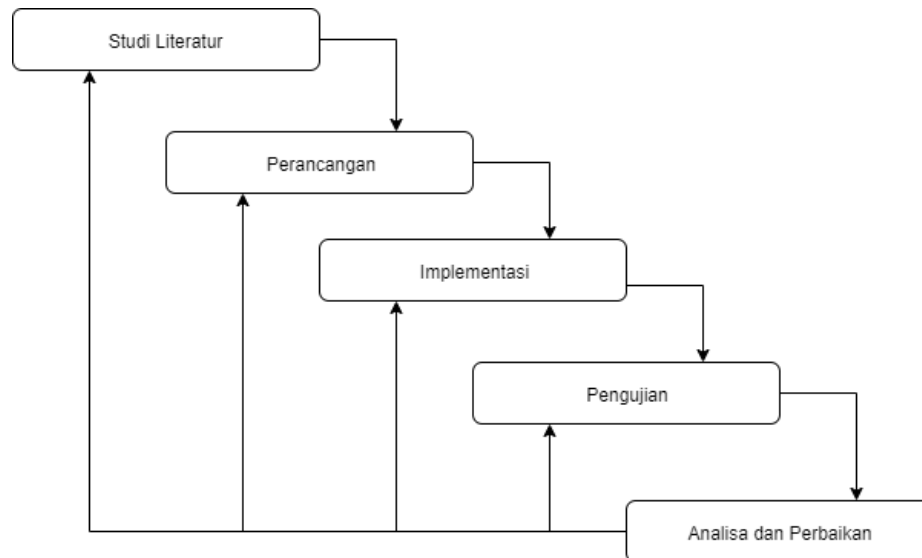 Studi Literatur
Perancangan
Implementasi
Pengujian
Analisa dan Perbaikan